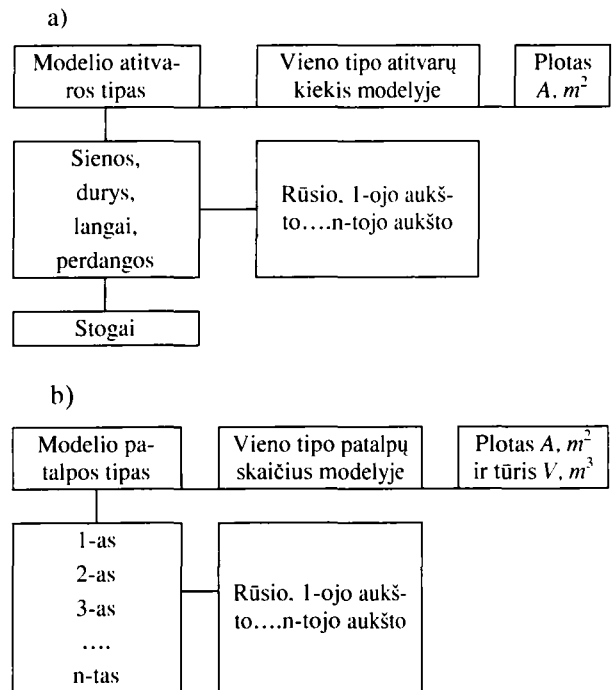 a)
Modelio atitva-
ros tipas
Vieno tipo atitvarų
kiekis modelyje
Plotas
A, m²
Sienos,
durys,
langai,
perdangos
Rūsio, 1-ojo aukš-
to....n-tojo aukšto
Stogai
b)
Modelio pa-
talpos tipas
Vieno tipo patalpų
skaičius modelyje
Plotas A, m²
ir tūris V, m³
1-as
2-as
3-as
....
n-tas
Rūsio, 1-ojo aukš-
to....n-tojo aukšto